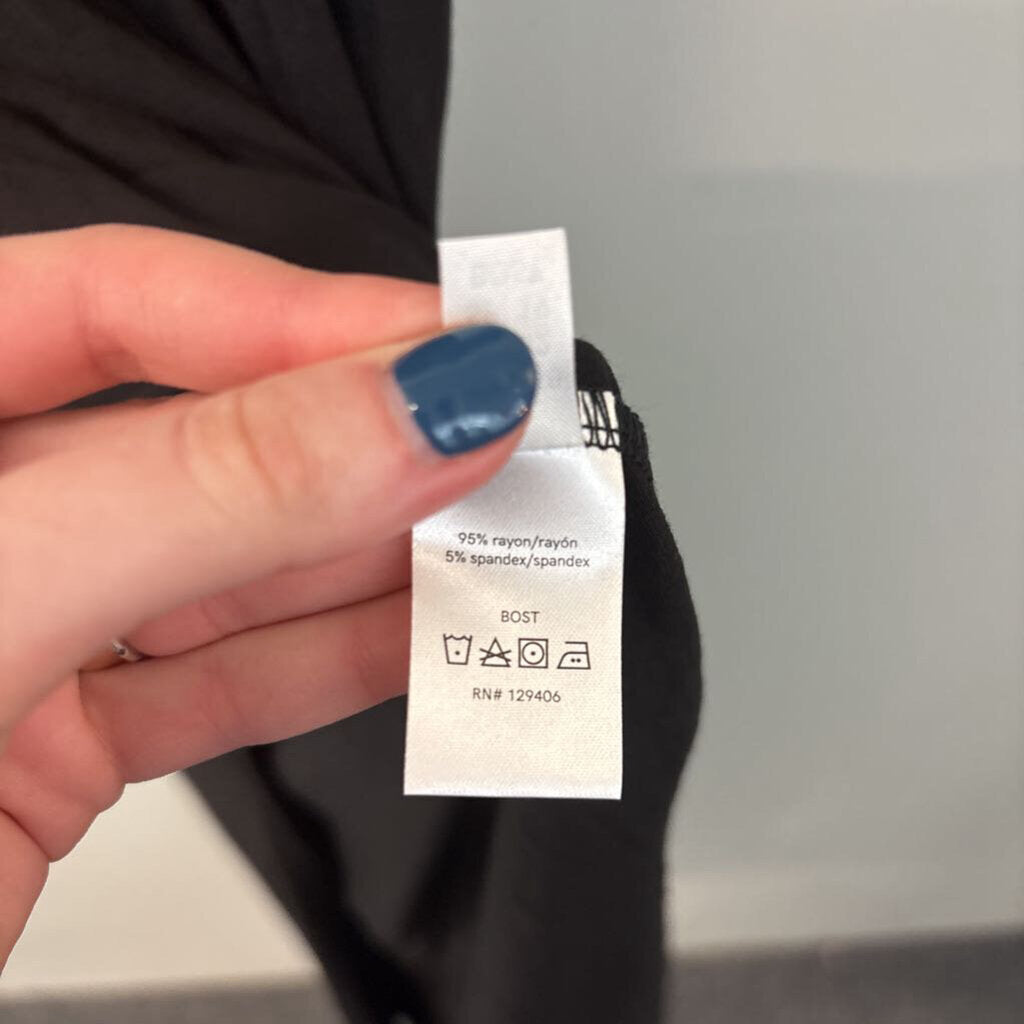 95% rayon/rayón
5% spandex/spandex
BOST
RN# 129406